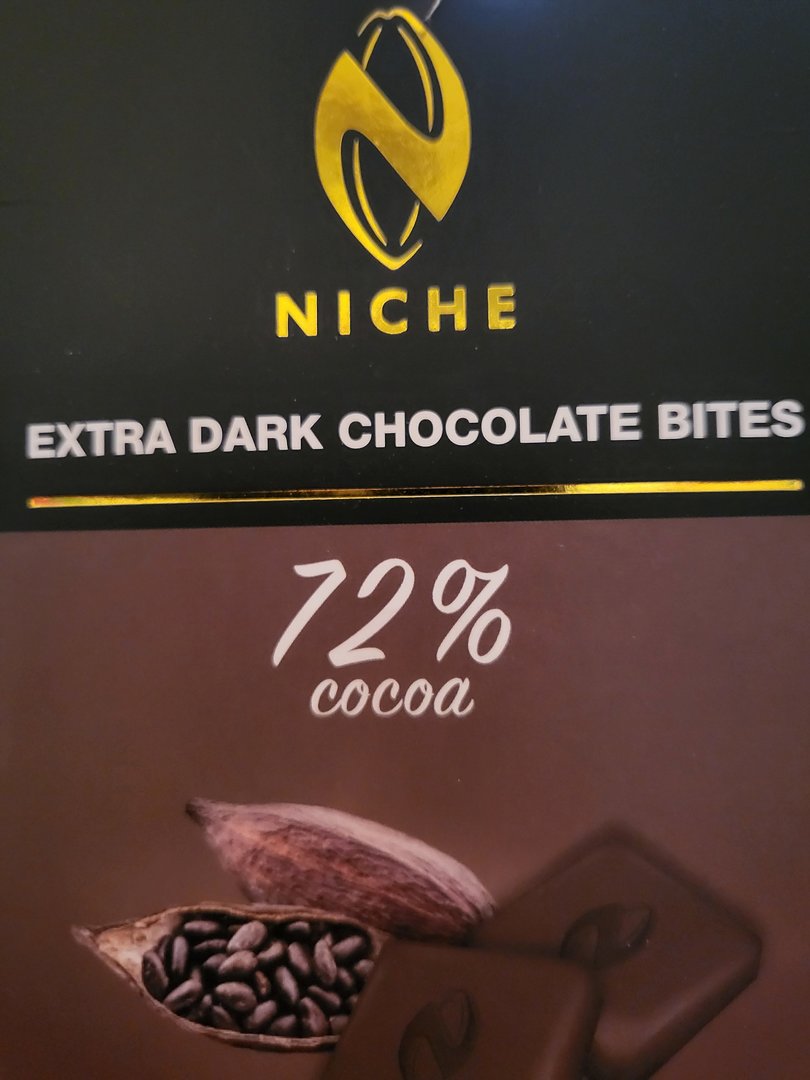 NICHE
EXTRA DARK CHOCOLATE BITES
72%
cocoa